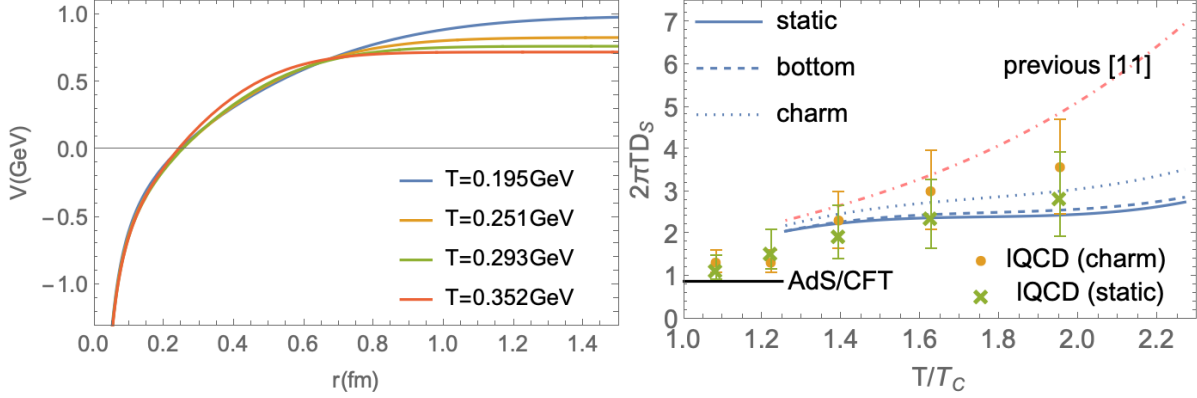 1.0
0.5
0.0
−0.5
−1.0
V(GeV)
T=0.195GeV
T=0.251GeV
T=0.293GeV
T=0.352GeV
0.0 0.2 0.4 0.6 0.8 1.0 1.2 1.4
r(fm)
7
6
5
4
3
2
1
0
2πTD_S
static
bottom
charm
previous [11]
lQCD (charm)
lQCD (static)
AdS/CFT
1.0 1.2 1.4 1.6 1.8 2.0 2.2
T/T_C